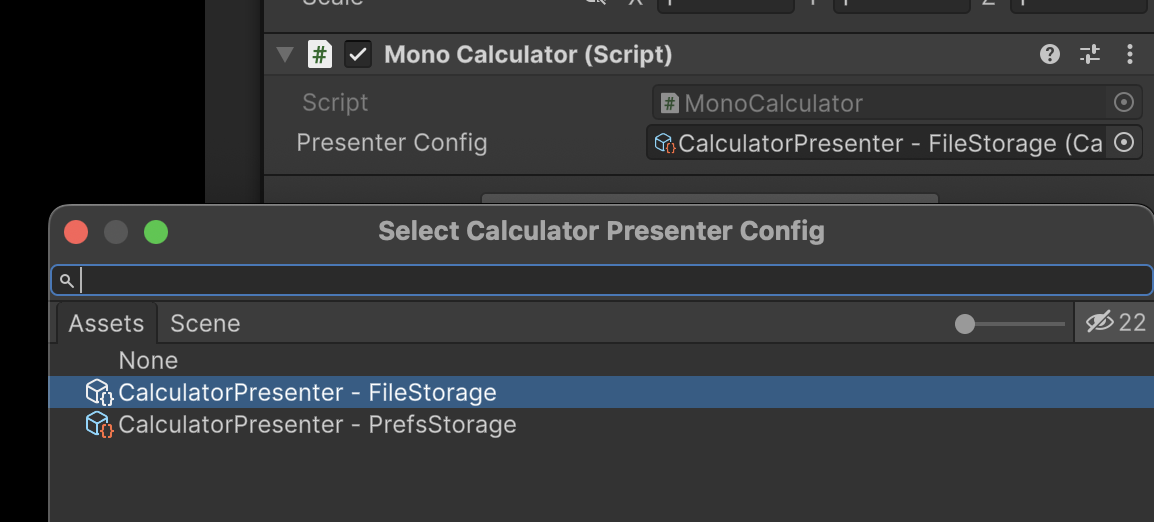 Scale X Y Z
# Mono Calculator (Script)
Script # MonoCalculator
Presenter Config CalculatorPresenter - FileStorage (Ca
Select Calculator Presenter Config
Assets Scene 22
None
CalculatorPresenter - FileStorage
CalculatorPresenter - PrefsStorage